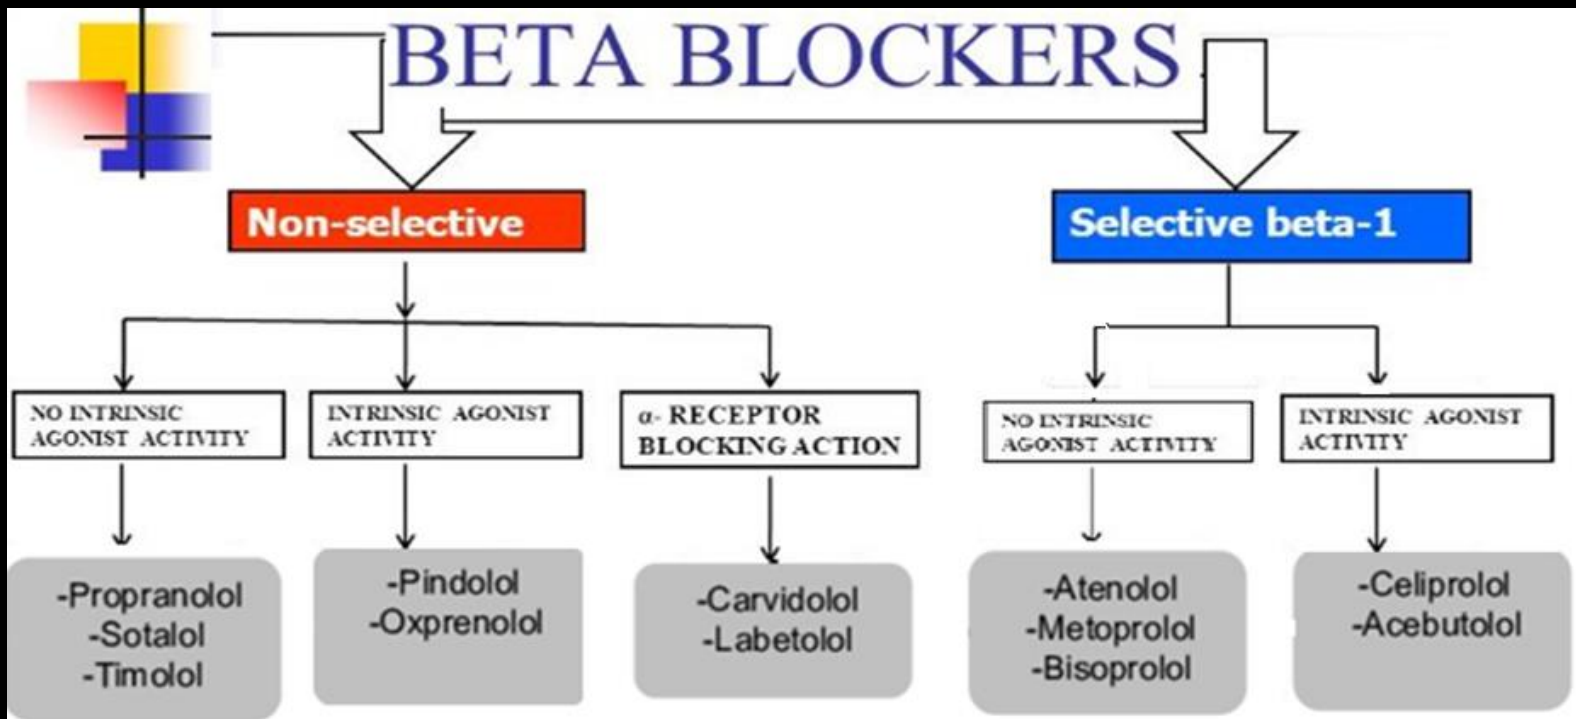 BETA BLOCKERS
Non-selective
Selective beta-1
NO INTRINSIC
AGONIST ACTIVITY
INTRINSIC AGONIST
ACTIVITY
α- RECEPTOR
BLOCKING ACTION
NO INTRINSIC
AGONIST ACTIVITY
INTRINSIC AGONIST
ACTIVITY
-Propranolol
-Sotalol
-Timolol
-Pindolol
-Oxprenolol
-Carvidolol
-Labetolol
-Atenolol
-Metoprolol
-Bisoprolol
-Celiprolol
-Acebutolol